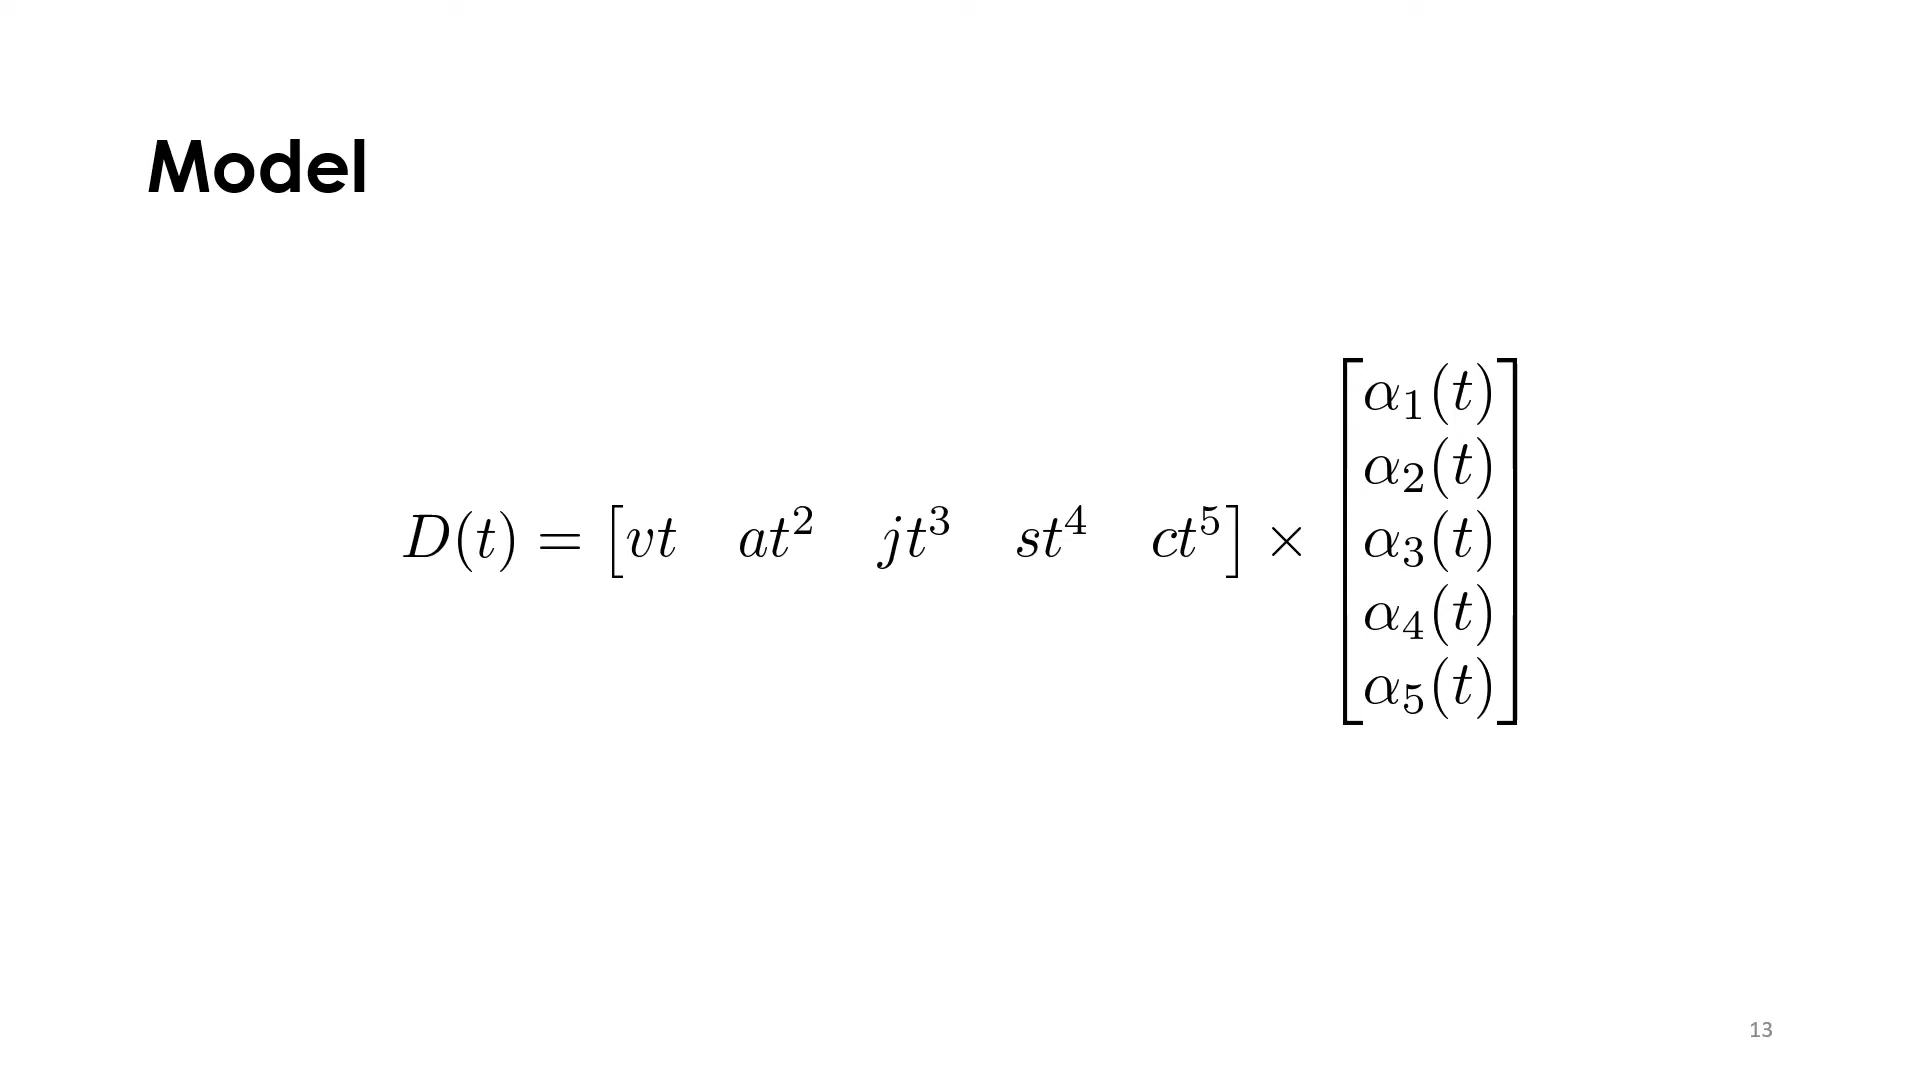 Model
D(t) = [vt at² jt³ st⁴ ct⁵] × [α₁(t)
α₂(t)
α₃(t)
α₄(t)
α₅(t)]
13